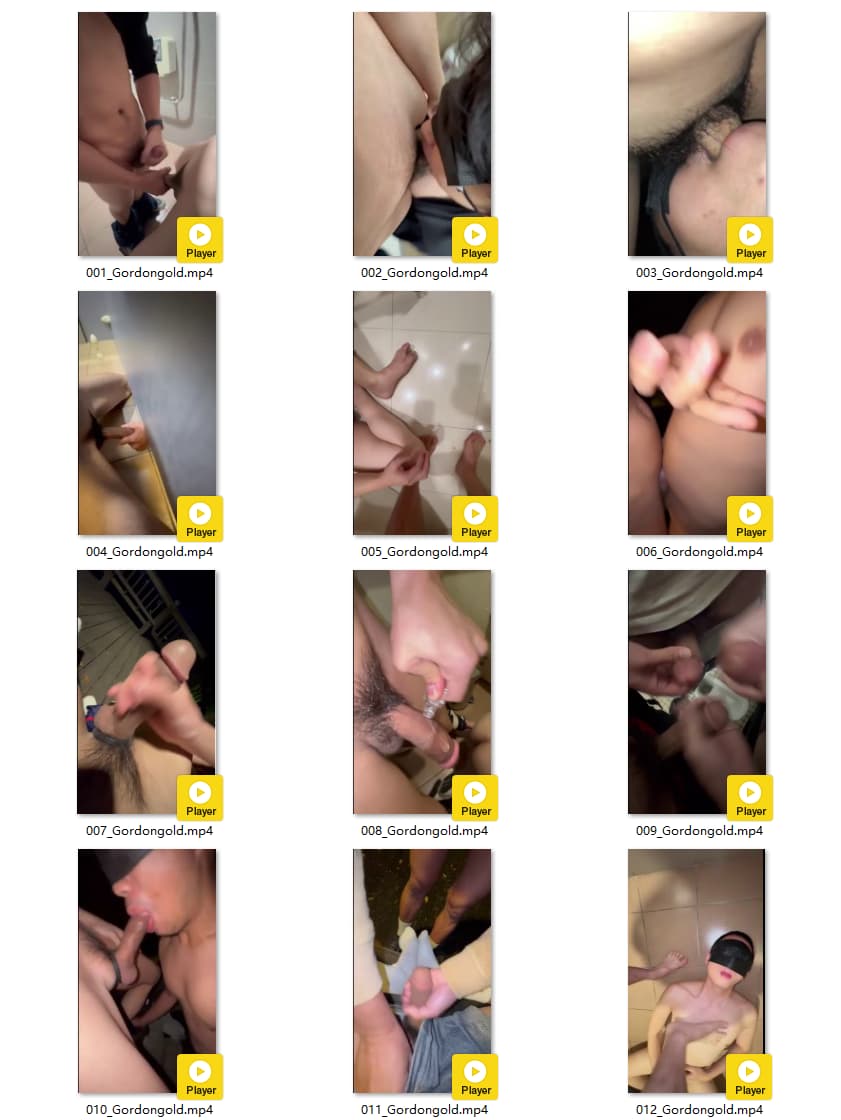 Player
Player
Player
001_Gordongold.mp4
002_Gordongold.mp4
003_Gordongold.mp4
Player
Player
Player
004_Gordongold.mp4
005_Gordongold.mp4
006_Gordongold.mp4
Player
Player
Player
007_Gordongold.mp4
008_Gordongold.mp4
009_Gordongold.mp4
Player
Player
Player
010_Gordongold.mp4
011_Gordongold.mp4
012_Gordongold.mp4